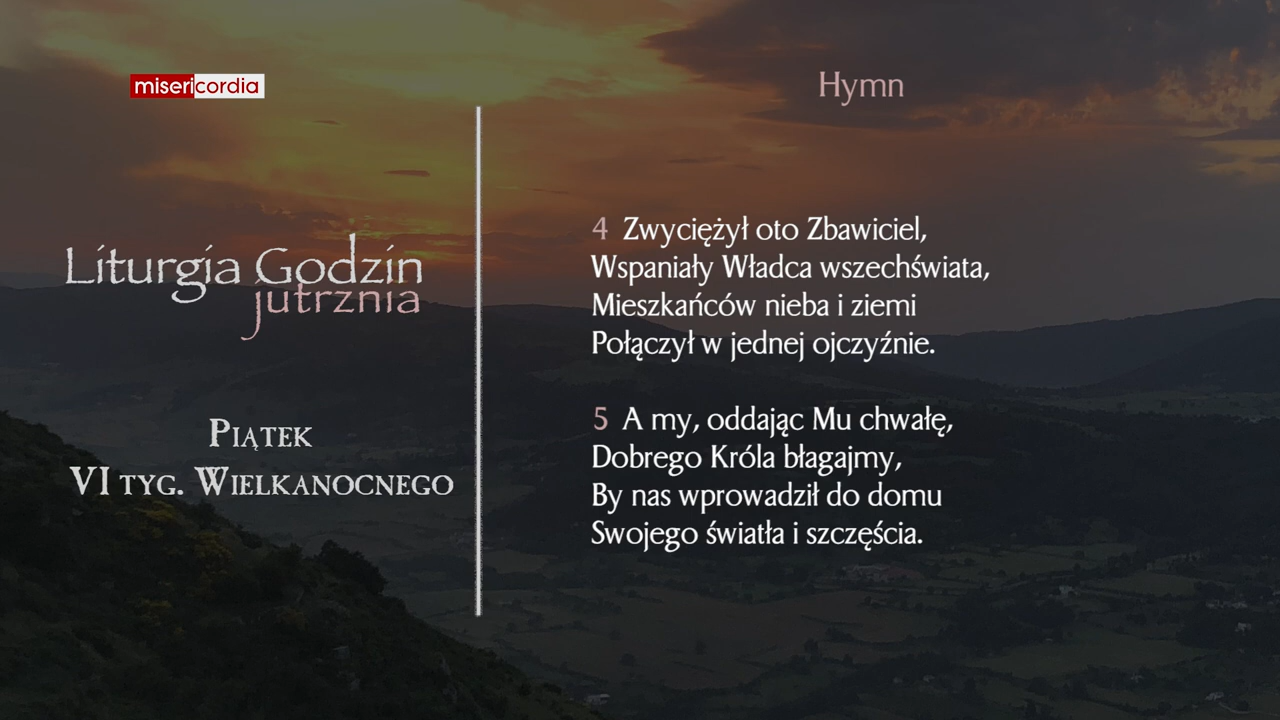 misericordia
Liturgia Godzin
jutrznia
Piątek
VI tyg. Wielkanocnego
Hymn
4 Zwyciężył oto Zbawiciel,
Wspaniały Władca wszechświata,
Mieszkańców nieba i ziemi
Połączył w jednej ojczyźnie.
5 A my, oddając Mu chwałę,
Dobrego Króla błagajmy,
By nas wprowadził do domu
Swojego światła i szczęścia.